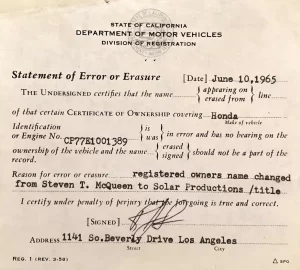 STATE OF CALIFORNIA
DEPARTMENT OF MOTOR VEHICLES
DIVISION OF REGISTRATION
Statement of Error or Erasure [Date] June 10,1965
THE UNDERSIGNED certifies that the name { appearing on erased from } line
of that certain Certificate of Ownership covering Honda
Make of vehicle
Identification or Engine No. CP77E1001389 { is was } in error and has no bearing on the
ownership of the vehicle and the name { erased signed } should not be a part of the
record.
Reason for error or erasure registered owners name changed
from Steven T. McQueen to Solar Productions /title
I certify under penalty of perjury that the foregoing is true and correct.
[SIGNED]
ADDRESS 1141 So.Beverly Drive Los Angeles
Street City
REG. 1 (REV. 3-58) SPO